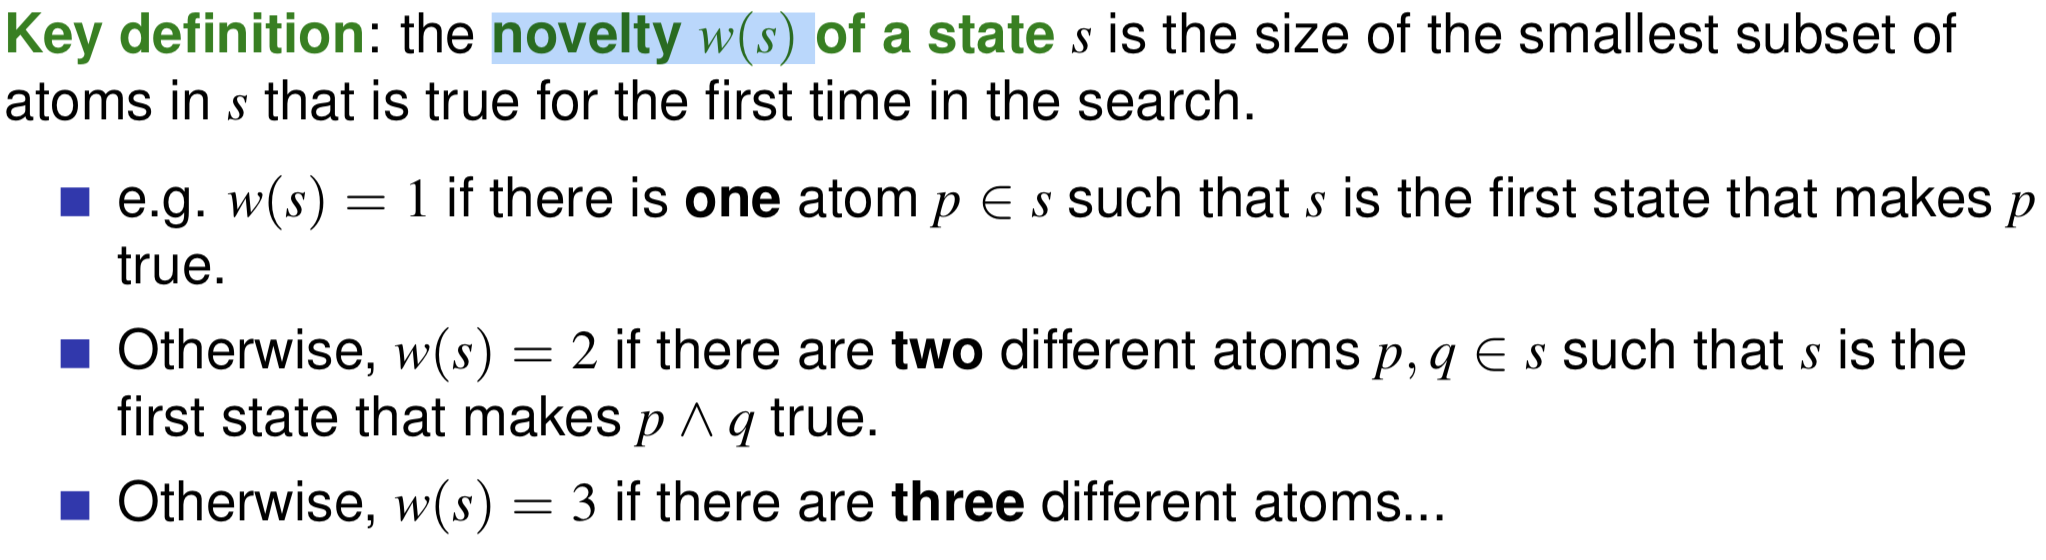 Key definition: the novelty w(s) of a state s is the size of the smallest subset of
atoms in s that is true for the first time in the search.
e.g. w(s) = 1 if there is one atom p ∈ s such that s is the first state that makes p
true.
Otherwise, w(s) = 2 if there are two different atoms p, q ∈ s such that s is the
first state that makes p ∧ q true.
Otherwise, w(s) = 3 if there are three different atoms...